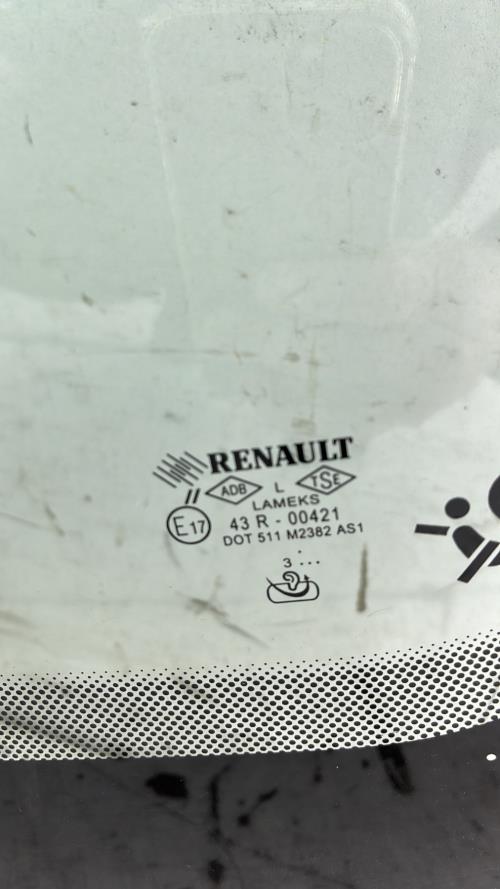 RENAULT
ADB L TSE
LAMEKS
E17 43 R - 00421
DOT 511 M2382 AS1
.
3 ...